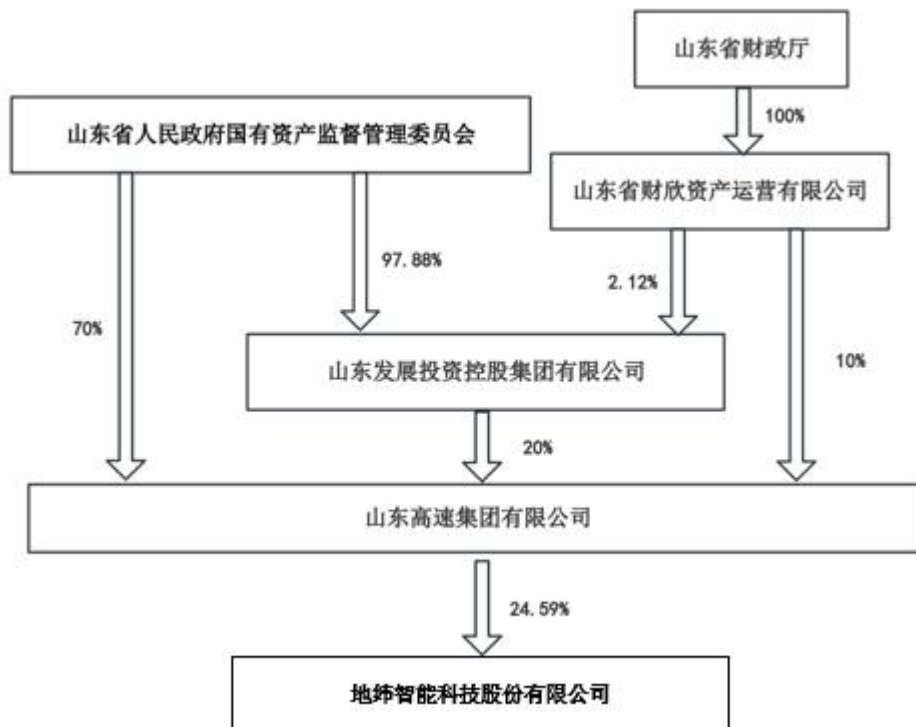 山东省财政厅
100%
山东省人民政府国有资产监督管理委员会
山东省财欣资产运营有限公司
97.88%
2.12%
70%
山东发展投资控股集团有限公司
10%
20%
山东高速集团有限公司
24.59%
地纬智能科技股份有限公司